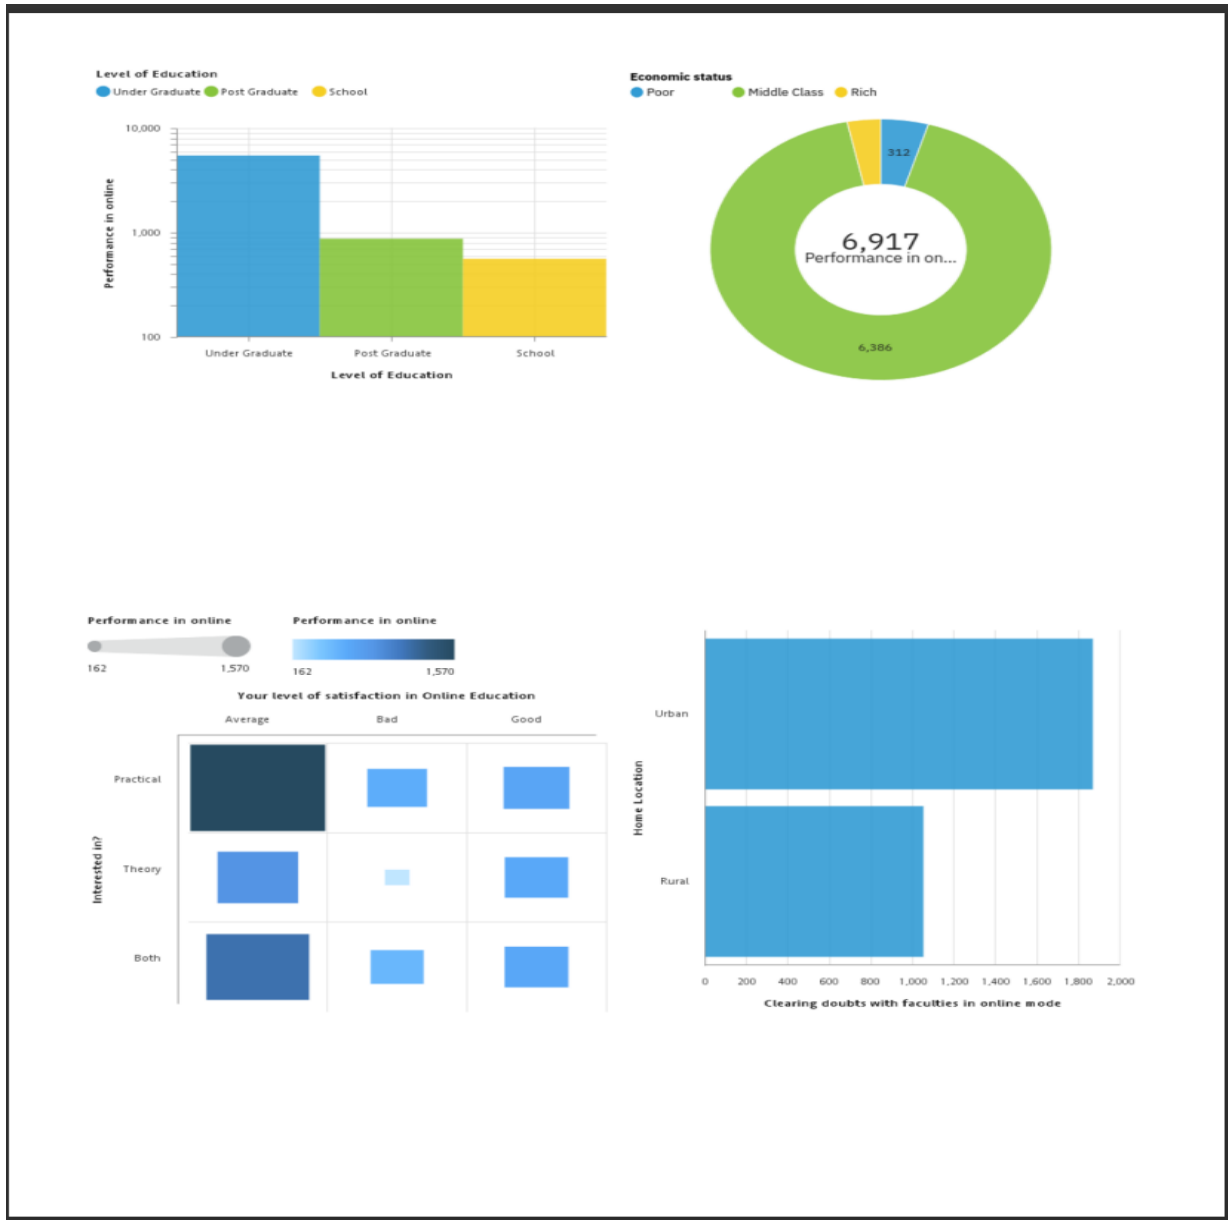 Level of Education
Under Graduate Post Graduate School
10,000
1,000
100
Performance in online
Under Graduate Post Graduate School
Level of Education
Economic status
Poor Middle Class Rich
312
6,917
Performance in on...
6,386
Performance in online
162 1,570
Performance in online
162 1,570
Your level of satisfaction in Online Education
Average Bad Good
Practical
Theory
Both
Interested in?
Urban
Rural
Home Location
0 200 400 600 800 1,000 1,200 1,400 1,600 1,800 2,000
Clearing doubts with faculties in online mode